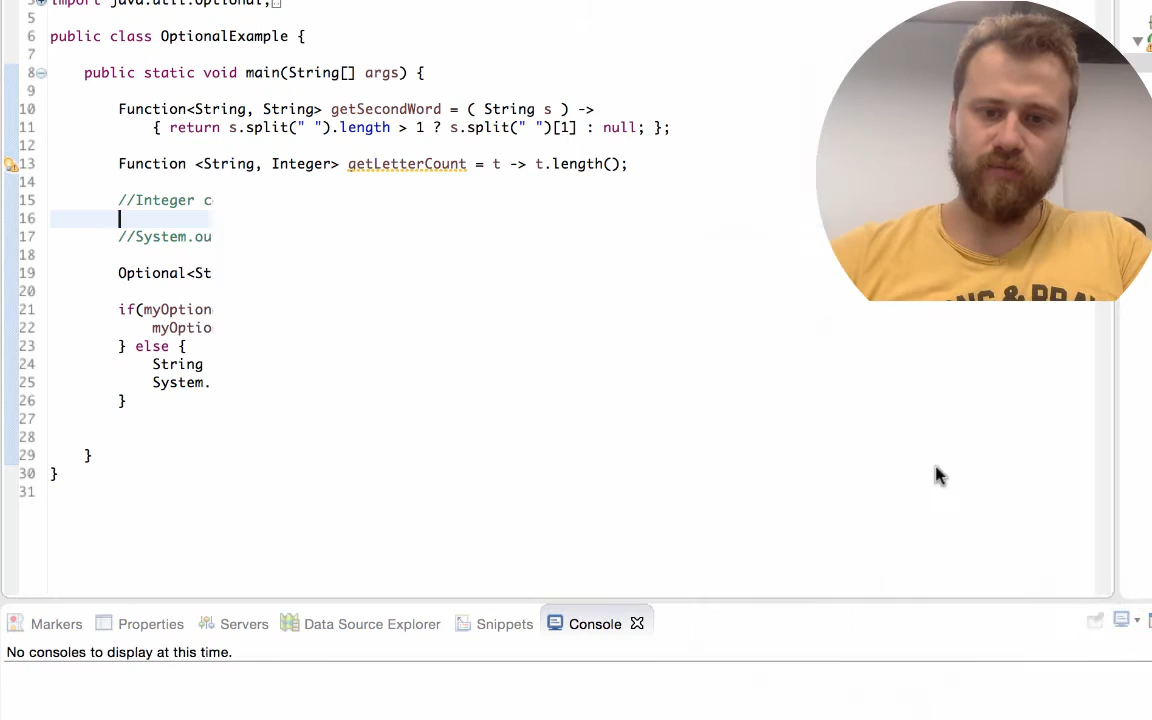 3 import java.util.Optional;
5
6 public class OptionalExample {
7
8 public static void main(String[] args) {
9
10 Function<String, String> getSecondWord = ( String s ) ->
11 { return s.split(" ").length > 1 ? s.split(" ")[1] : null; };
12
13 Function <String, Integer> getLetterCount = t -> t.length();
14
15 //Integer c
16
17 //System.ou
18
19 Optional<St
20
21 if(myOption
22 myOptio
23 } else {
24 String
25 System.
26 }
27
28
29 }
30 }
31
Markers Properties Servers Data Source Explorer Snippets Console
No consoles to display at this time.